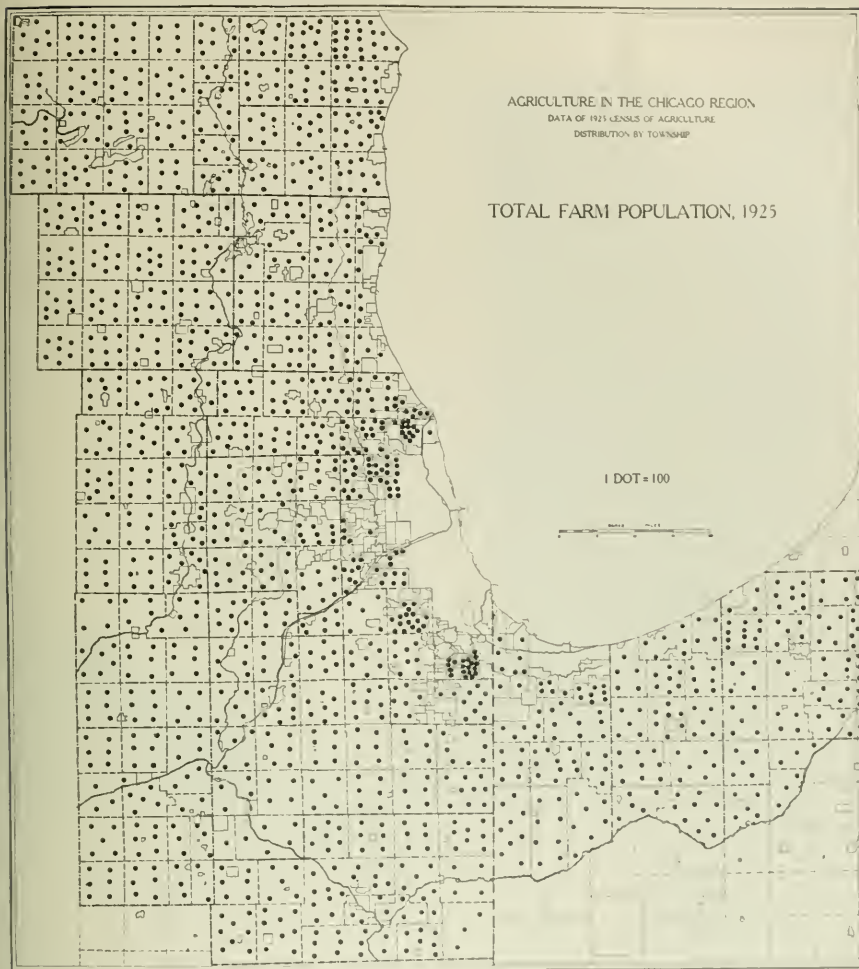 AGRICULTURE IN THE CHICAGO REGION
DATA OF 1925 CENSUS OF AGRICULTURE
DISTRIBUTION BY TOWNSHIP
TOTAL FARM POPULATION, 1925
1 DOT = 100